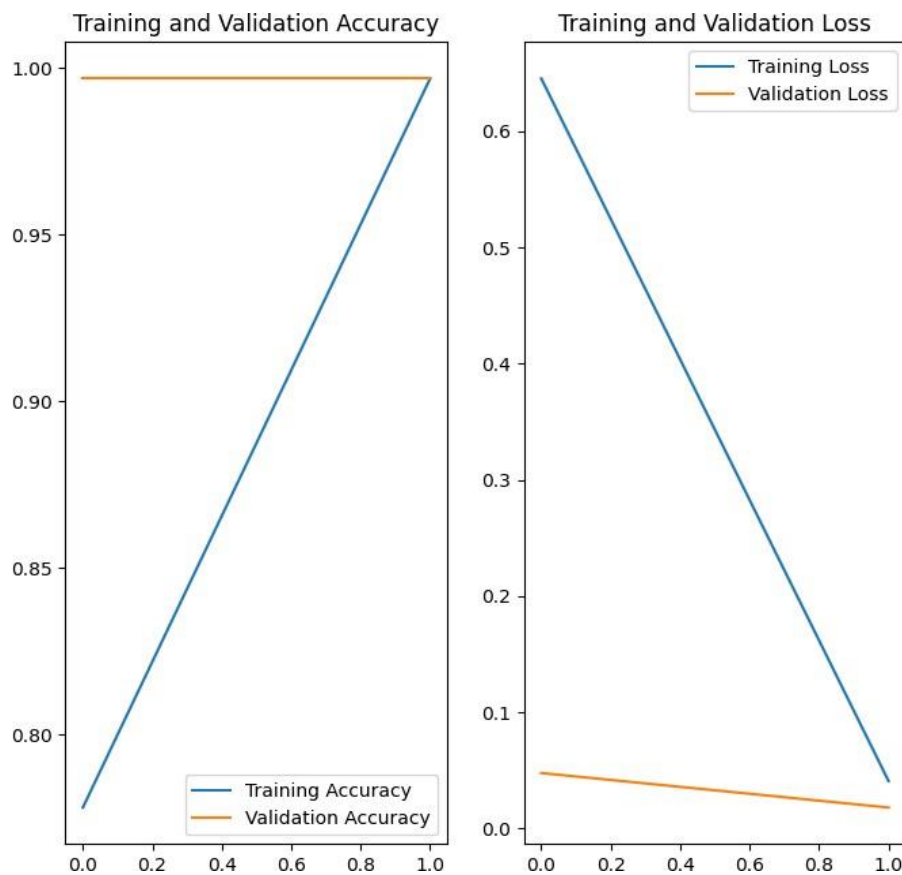 Training and Validation Accuracy
1.00
0.95
0.90
0.85
0.80
Training Accuracy
Validation Accuracy
0.0 0.2 0.4 0.6 0.8 1.0
Training and Validation Loss
Training Loss
Validation Loss
0.6
0.5
0.4
0.3
0.2
0.1
0.0
0.0 0.2 0.4 0.6 0.8 1.0